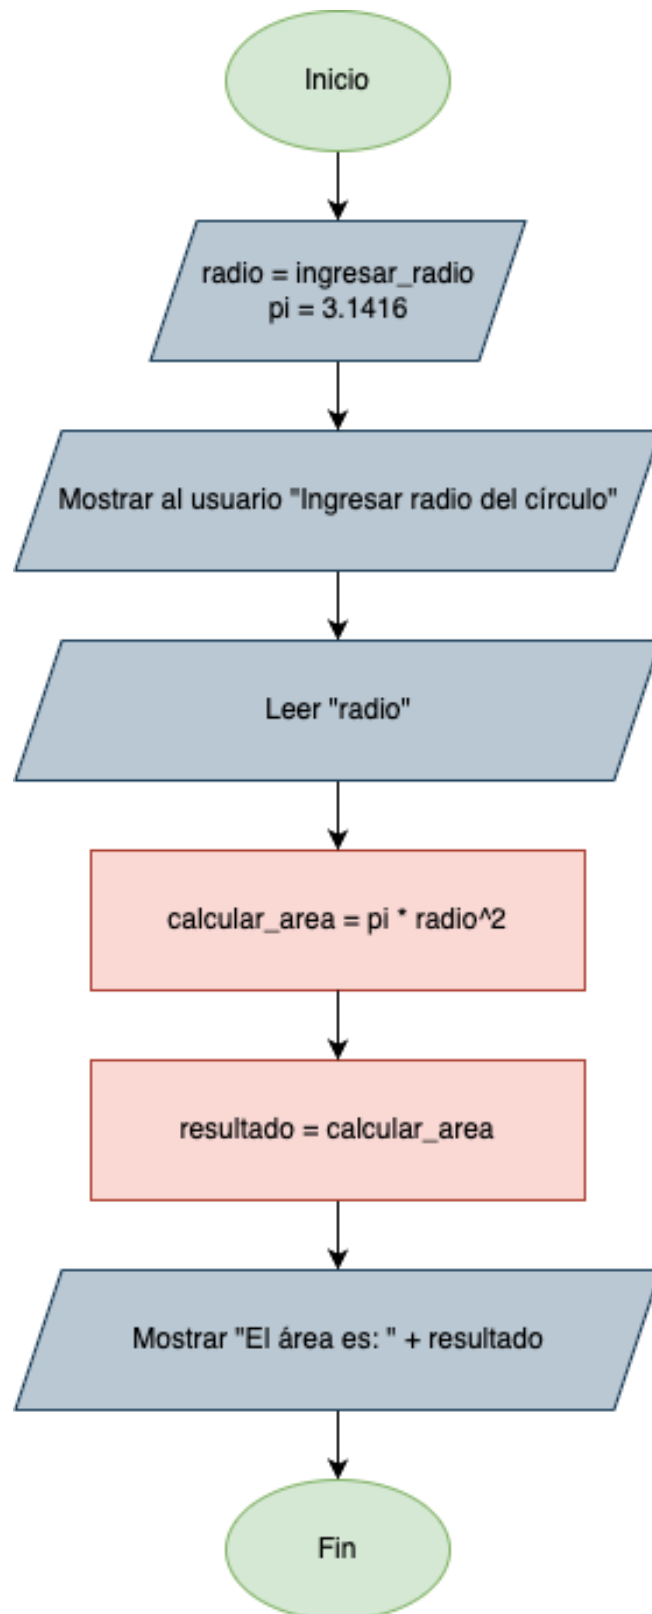 Inicio
radio = ingresar_radio
pi = 3.1416
Mostrar al usuario "Ingresar radio del círculo"
Leer "radio"
calcular_area = pi * radio^2
resultado = calcular_area
Mostrar "El área es: " + resultado
Fin